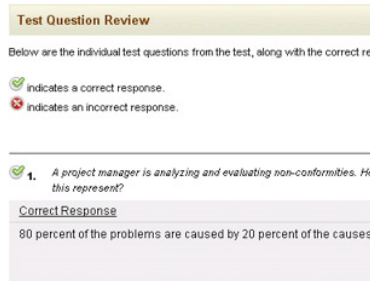 Test Question Review
Below are the individual test questions from the test, along with the correct
indicates a correct response.
indicates an incorrect response.
1. A project manager is analyzing and evaluating non-conformities.
this represent?
Correct Response
80 percent of the problems are caused by 20 percent of the causes